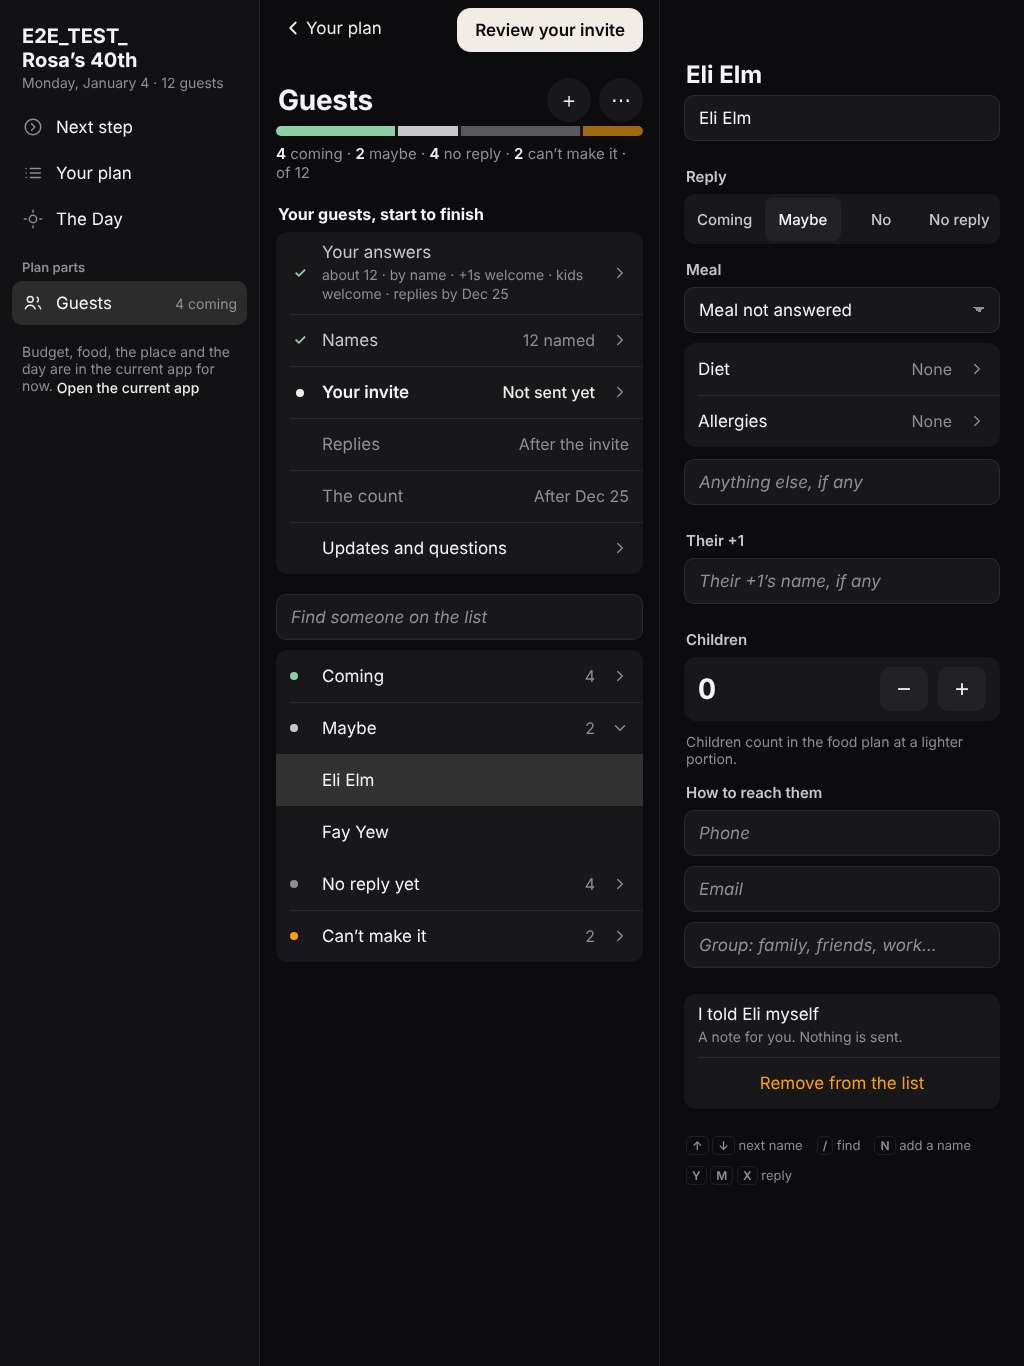 E2E_TEST_
Rosa’s 40th
Monday, January 4 · 12 guests
Next step
Your plan
The Day
Plan parts
Guests 4 coming
Budget, food, the place and the
day are in the current app for
now. Open the current app
Your plan
Review your invite
Guests
+ ···
4 coming · 2 maybe · 4 no reply · 2 can’t make it ·
of 12
Your guests, start to finish
Your answers
about 12 · by name · +1s welcome · kids
welcome · replies by Dec 25
Names 12 named
Your invite Not sent yet
Replies After the invite
The count After Dec 25
Updates and questions
Find someone on the list
Coming 4
Maybe 2
Eli Elm
Fay Yew
No reply yet 4
Can’t make it 2
Eli Elm
Eli Elm
Reply
Coming Maybe No No reply
Meal
Meal not answered
Diet None
Allergies None
Anything else, if any
Their +1
Their +1’s name, if any
Children
0 − +
Children count in the food plan at a lighter
portion.
How to reach them
Phone
Email
Group: family, friends, work…
I told Eli myself
A note for you. Nothing is sent.
Remove from the list
↑ ↓ next name / find N add a name
Y M X reply